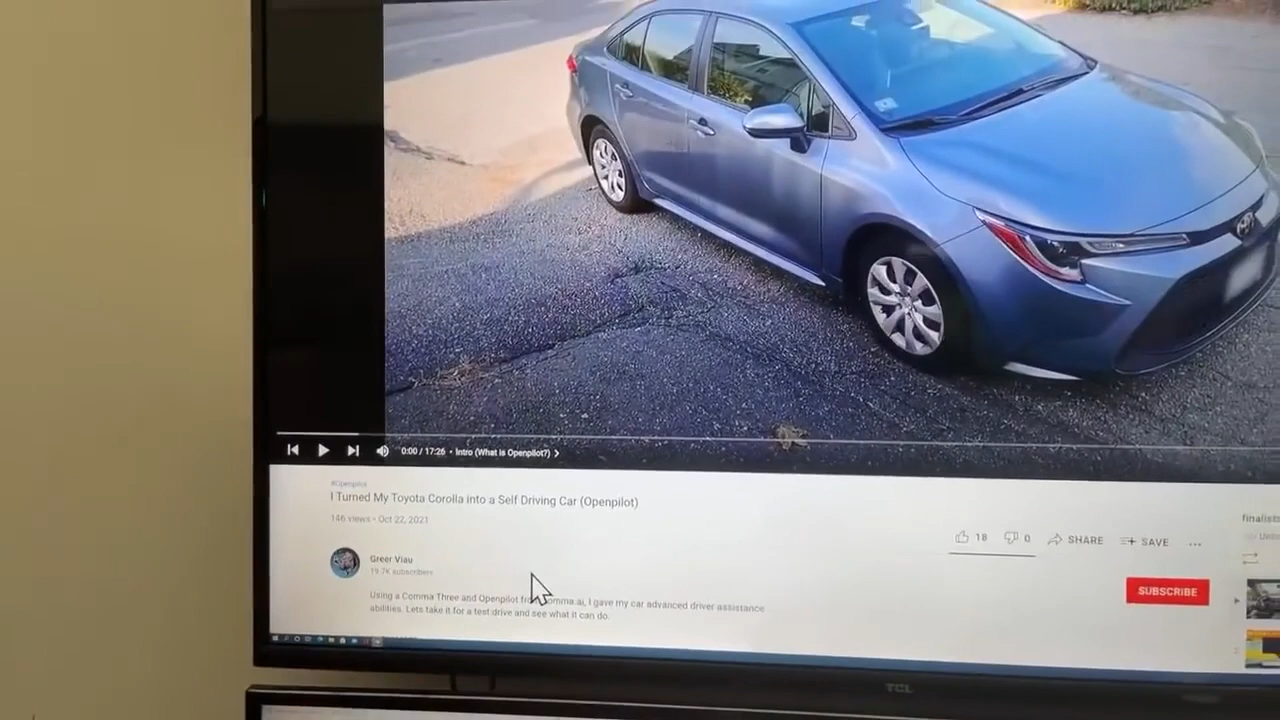 0:00 / 17:26 • Intro (What is Openpilot?) >
#Openpilot
I Turned My Toyota Corolla into a Self Driving Car (Openpilot)
146 views • Oct 22, 2021
18 0 SHARE SAVE ...
Greer Viau
19.7K subscribers
SUBSCRIBE
Using a Comma Three and Openpilot omma.ai, I gave my car advanced driver assistance
abilities. Lets take it for a test drive and see what it can do.
finalists
TCL